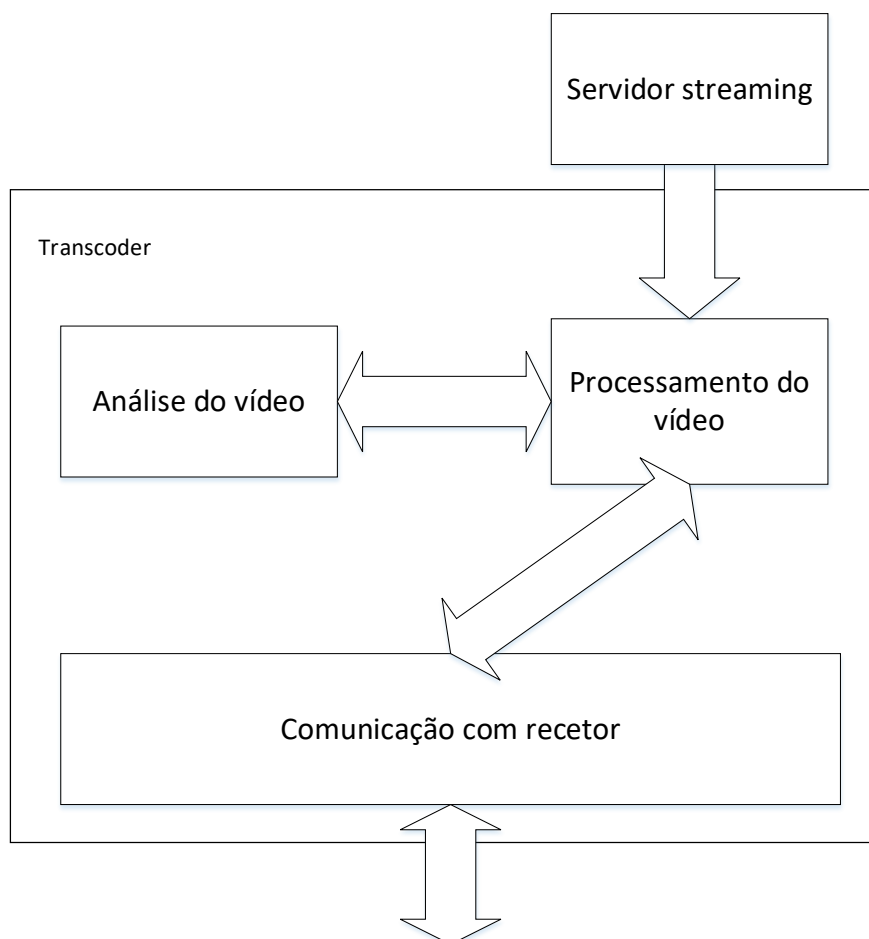 Servidor streaming
Transcoder
Análise do vídeo
Processamento do
vídeo
Comunicação com recetor